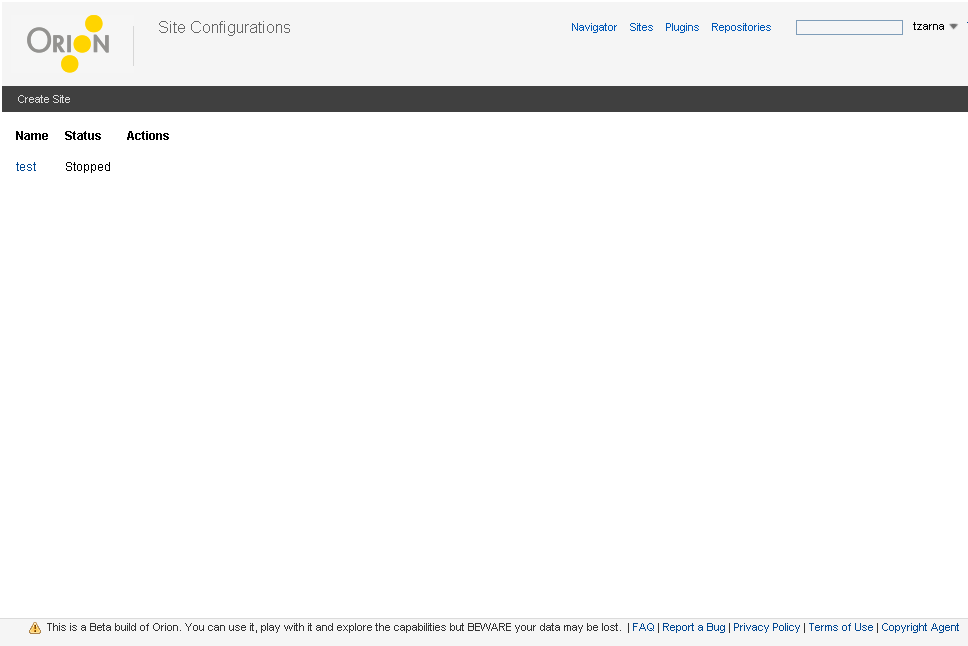 ORION
Site Configurations
Navigator Sites Plugins Repositories
tzarna
Create Site
Name Status Actions
test Stopped
This is a Beta build of Orion. You can use it, play with it and explore the capabilities but BEWARE your data may be lost. | FAQ | Report a Bug | Privacy Policy | Terms of Use | Copyright Agent